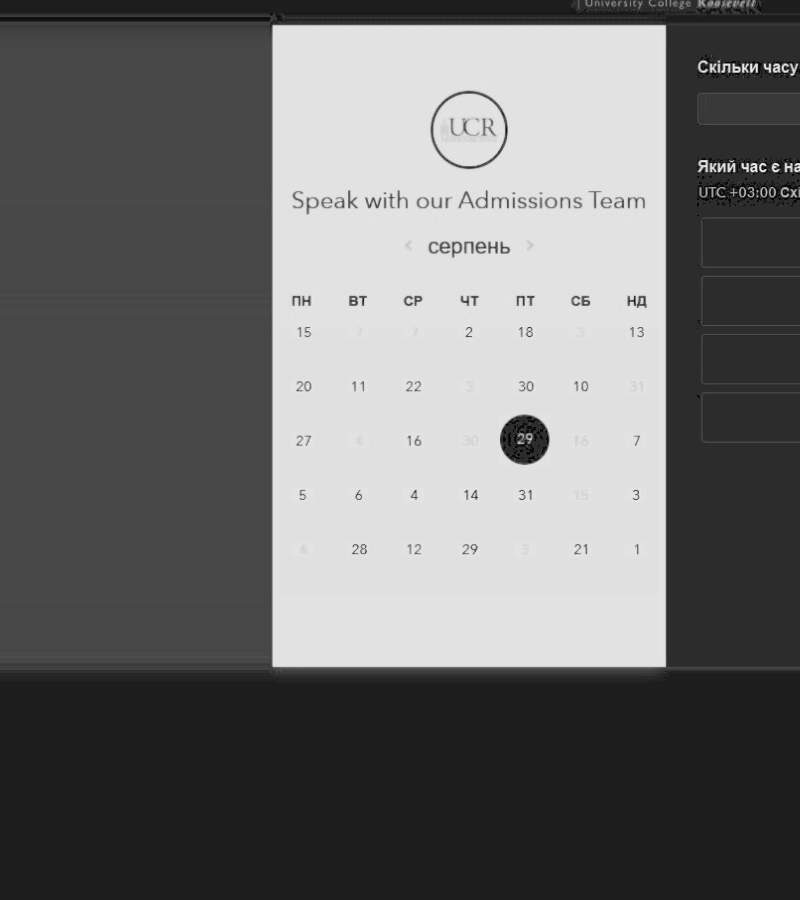 University College Roosevelt
UCR
Speak with our Admissions Team
< серпень >
ПН ВТ СР ЧТ ПТ СБ НД
15 2 18 3 13
20 11 22 3 30 10 31
27 4 16 30 29 16 7
5 6 4 14 31 15 3
28 12 29 3 21 1
Скільки часу
Який час є на
UTC +03:00 Схі